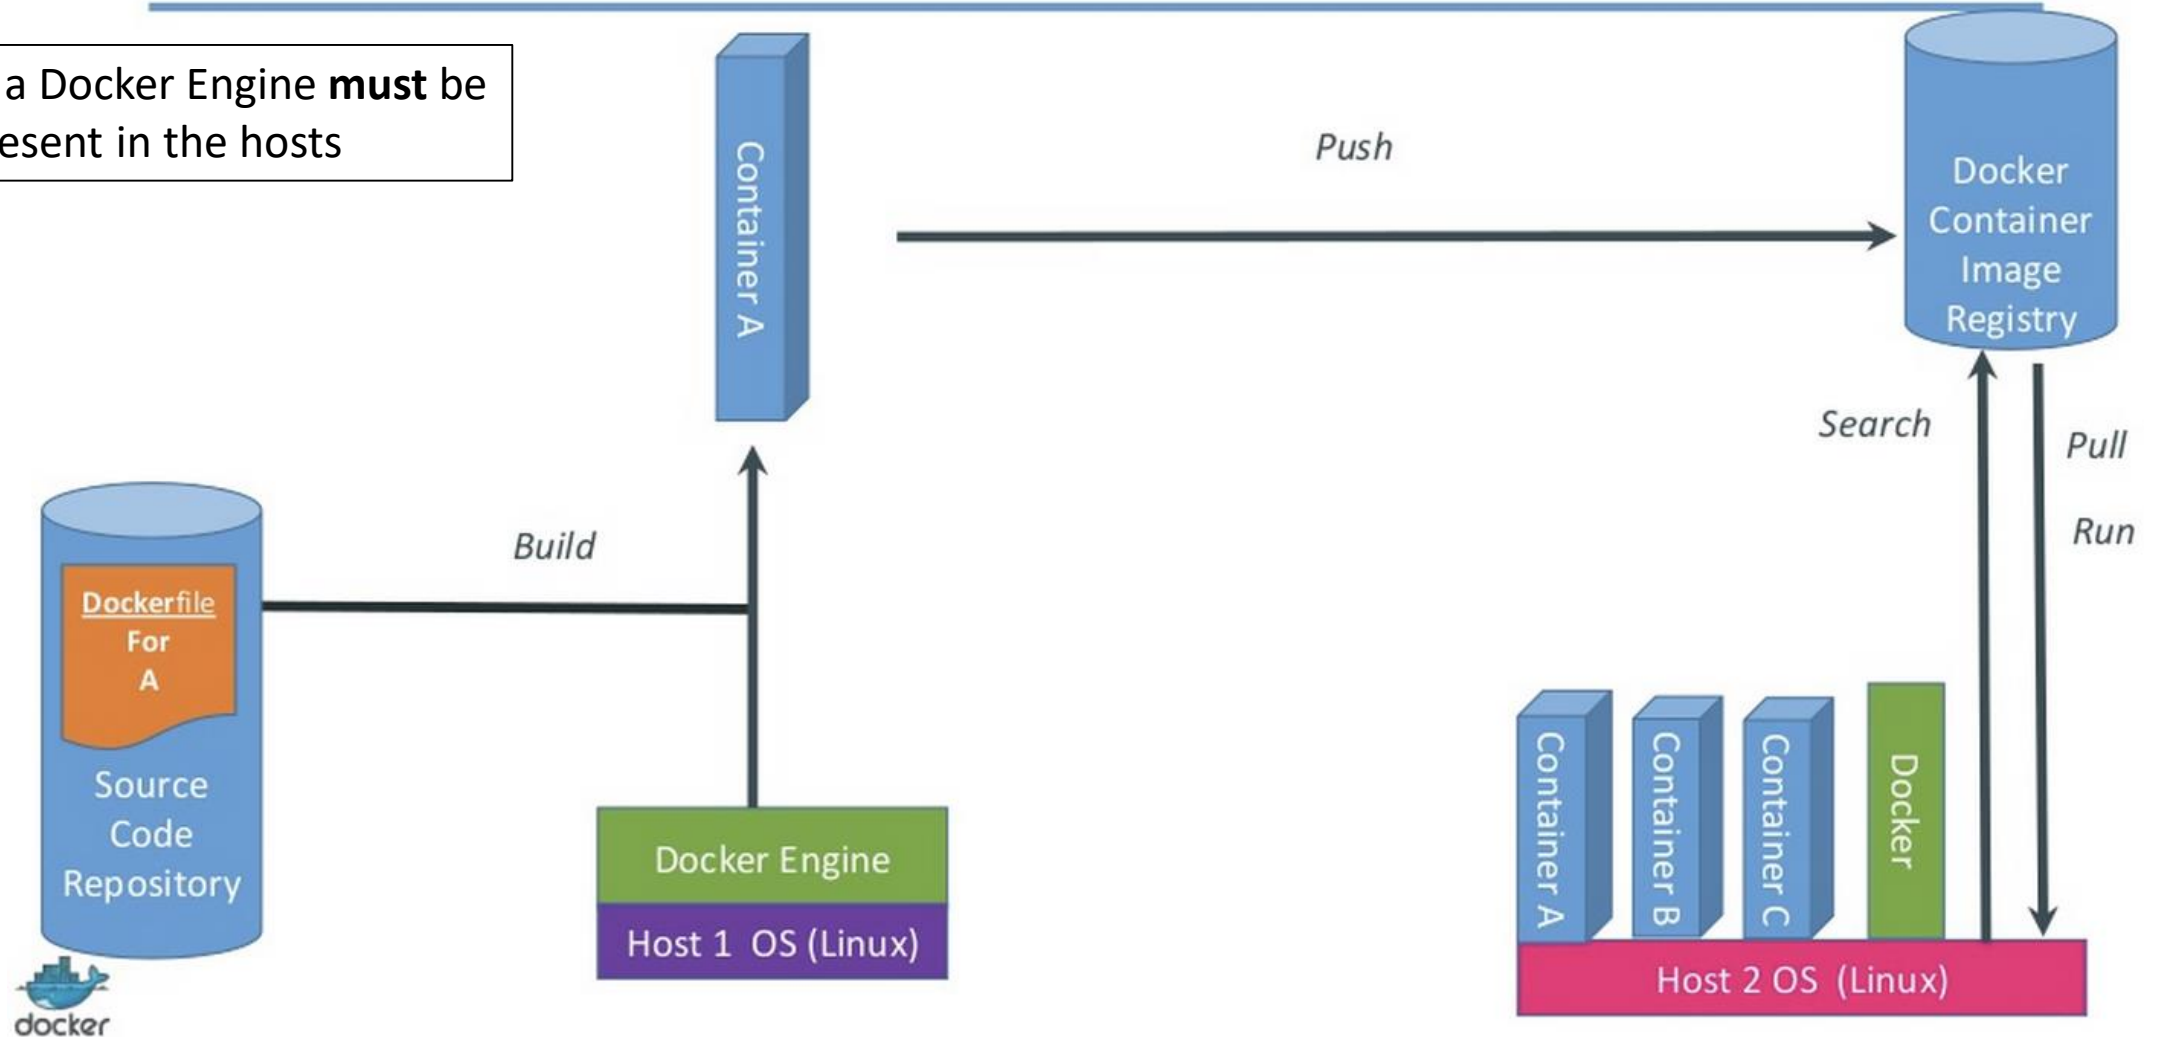 a Docker Engine must be
esent in the hosts
Container A
Push
Docker
Container
Image
Registry
Search
Pull
Run
Build
Dockerfile
For
A
Source
Code
Repository
Docker Engine
Host 1 OS (Linux)
Container A
Container B
Container C
Docker
Host 2 OS (Linux)
docker